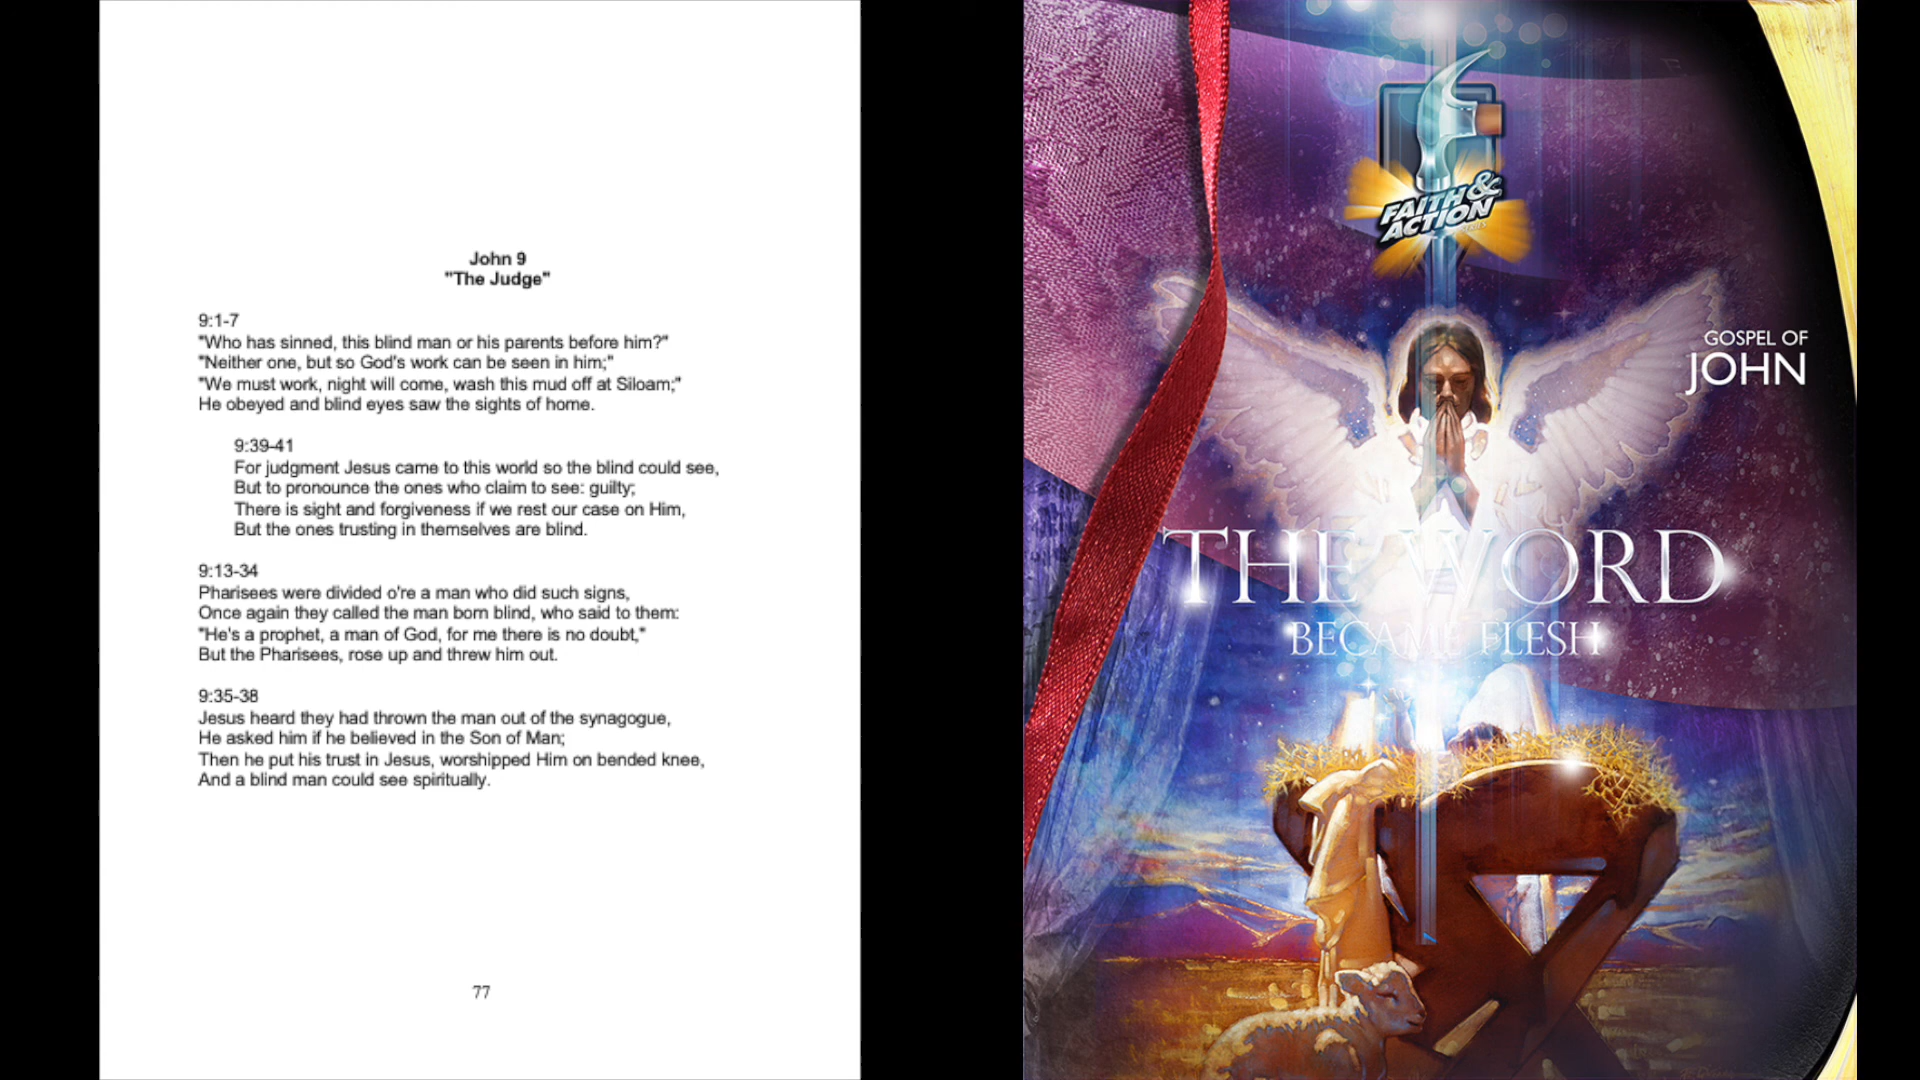 John 9
"The Judge"
9:1-7
"Who has sinned, this blind man or his parents before him?"
"Neither one, but so God's work can be seen in him;"
"We must work, night will come, wash this mud off at Siloam;"
He obeyed and blind eyes saw the sights of home.
9:39-41
For judgment Jesus came to this world so the blind could see,
But to pronounce the ones who claim to see: guilty;
There is sight and forgiveness if we rest our case on Him,
But the ones trusting in themselves are blind.
9:13-34
Pharisees were divided o're a man who did such signs,
Once again they called the man born blind, who said to them:
"He's a prophet, a man of God, for me there is no doubt,"
But the Pharisees, rose up and threw him out.
9:35-38
Jesus heard they had thrown the man out of the synagogue,
He asked him if he believed in the Son of Man;
Then he put his trust in Jesus, worshipped Him on bended knee,
And a blind man could see spiritually.
77
FAITH &
ACTION
SERIES
GOSPEL OF
JOHN
THE WORD
BECAME FLESH